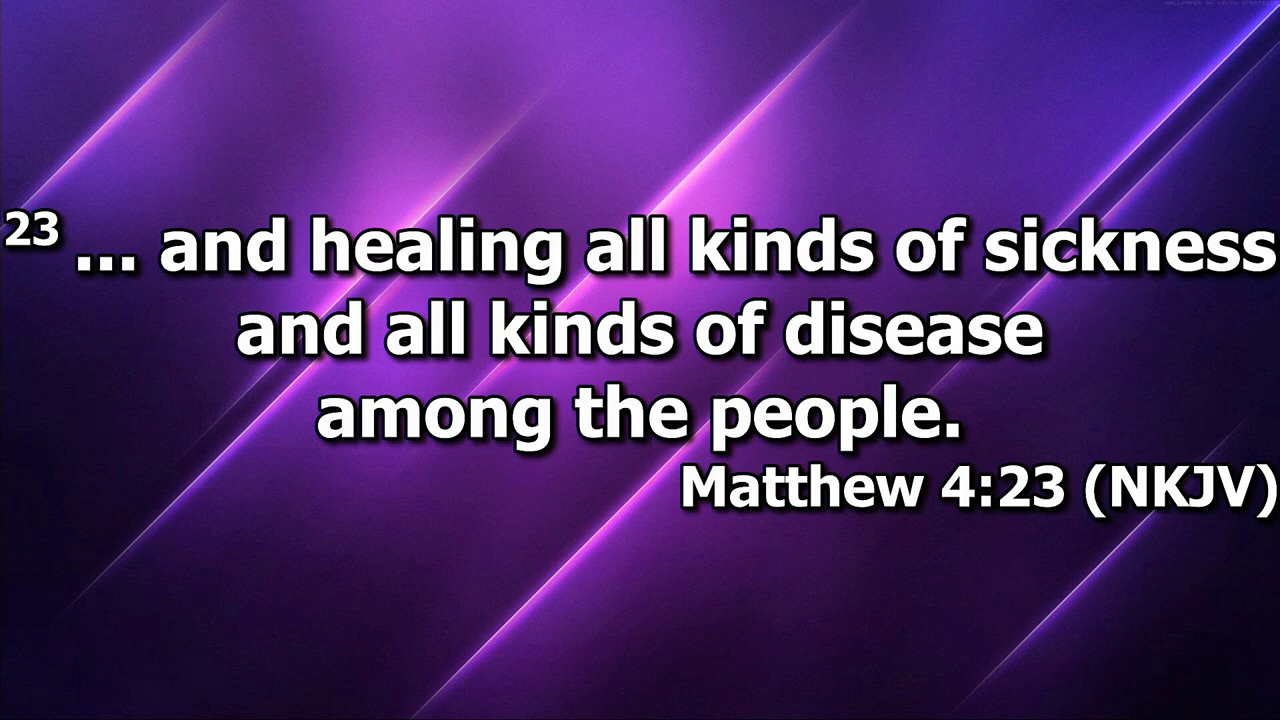 23 ... and healing all kinds of sickness
and all kinds of disease
among the people.
Matthew 4:23 (NKJV)